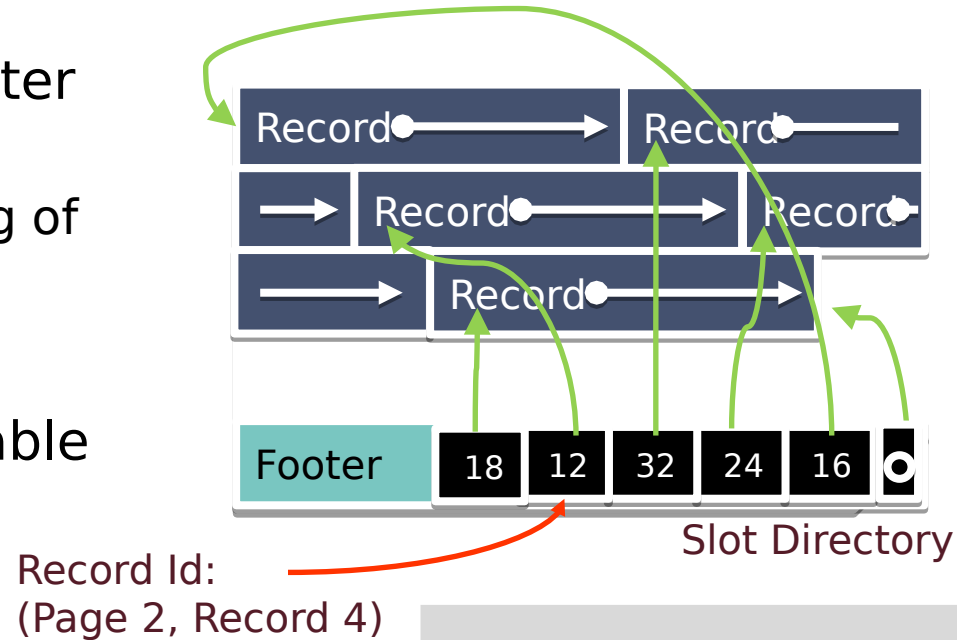 ter
Record Record
g of
Record Record
Record
able
Footer 18 12 32 24 16
Slot Directory
Record Id:
(Page 2, Record 4)